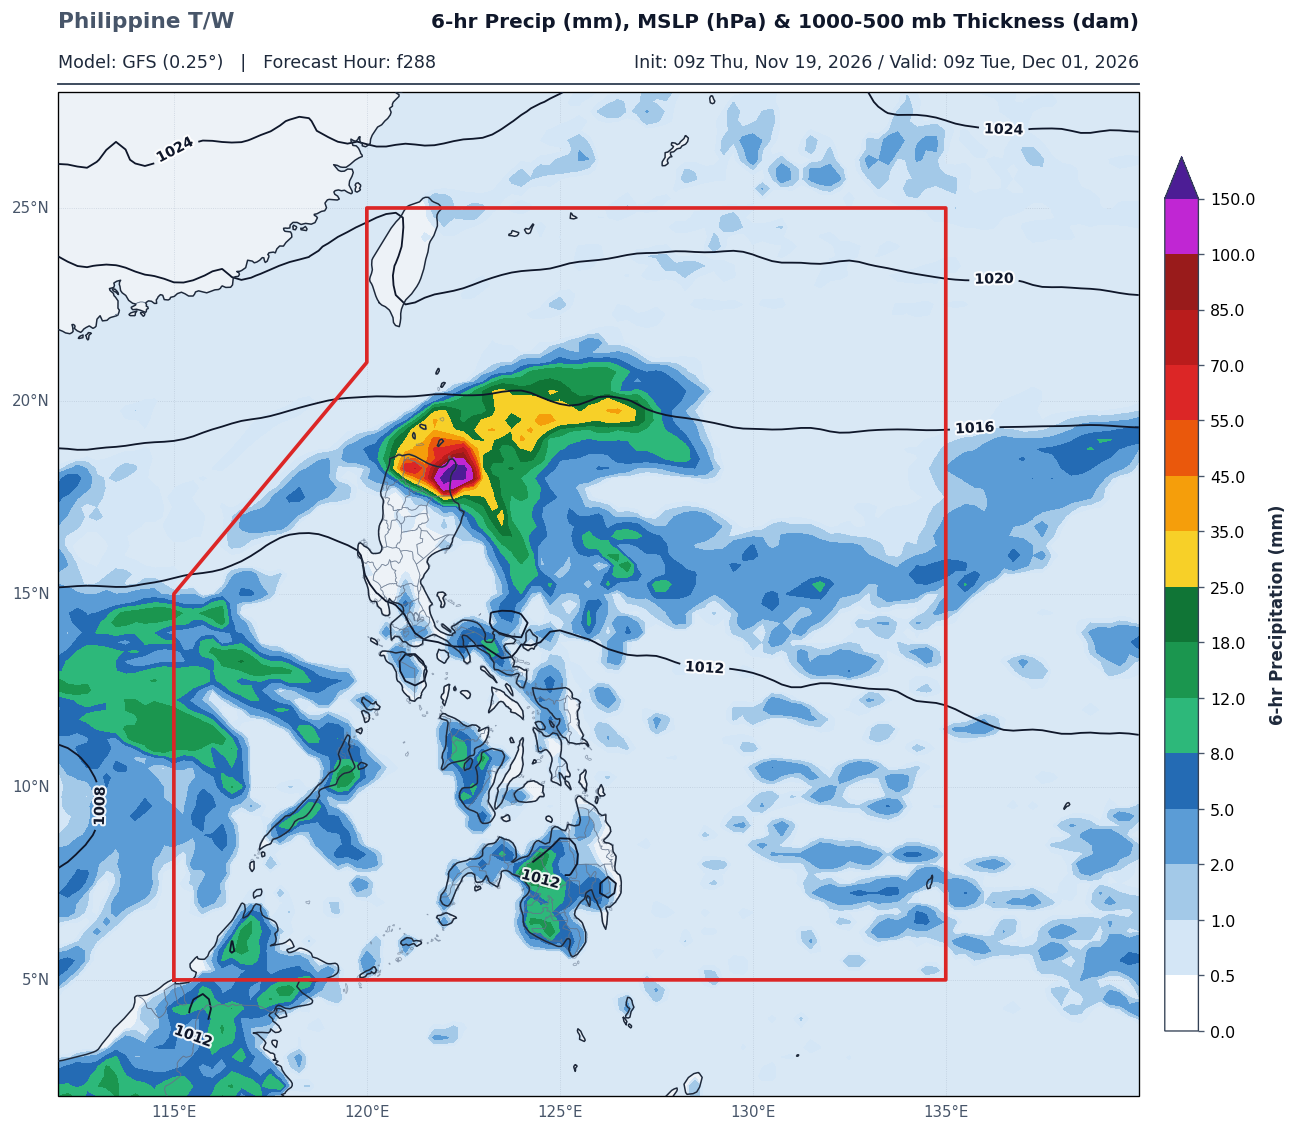 Philippine T/W
6-hr Precip (mm), MSLP (hPa) & 1000-500 mb Thickness (dam)
Model: GFS (0.25°) | Forecast Hour: f288
Init: 09z Thu, Nov 19, 2026 / Valid: 09z Tue, Dec 01, 2026
1024
1024
25°N
1020
20°N
1016
15°N
1012
10°N
1008
1012
5°N
1012
115°E
120°E
125°E
130°E
135°E
150.0
100.0
85.0
70.0
55.0
45.0
35.0
25.0
18.0
12.0
8.0
5.0
2.0
1.0
0.5
0.0
6-hr Precipitation (mm)